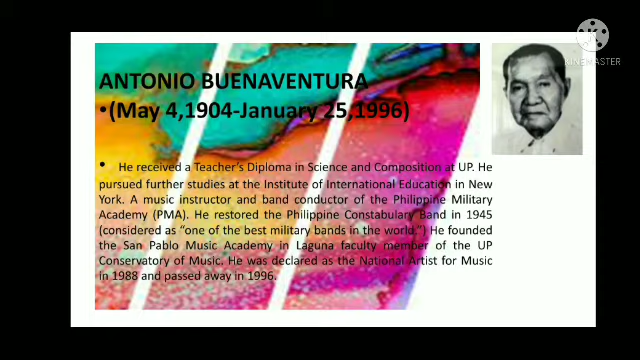 K
KINEMASTER
ANTONIO BUENAVENTURA
•(May 4,1904-January 25,1996)
• He received a Teacher's Diploma in Science and Composition at UP. He
pursued further studies at the Institute of International Education in New
York. A music instructor and band conductor of the Philippine Military
Academy (PMA). He restored the Philippine Constabulary Band in 1945
(considered as “one of the best military bands in the world.”) He founded
the San Pablo Music Academy in Laguna faculty member of the UP
Conservatory of Music. He was declared as the National Artist for Music
in 1988 and passed away in 1996.